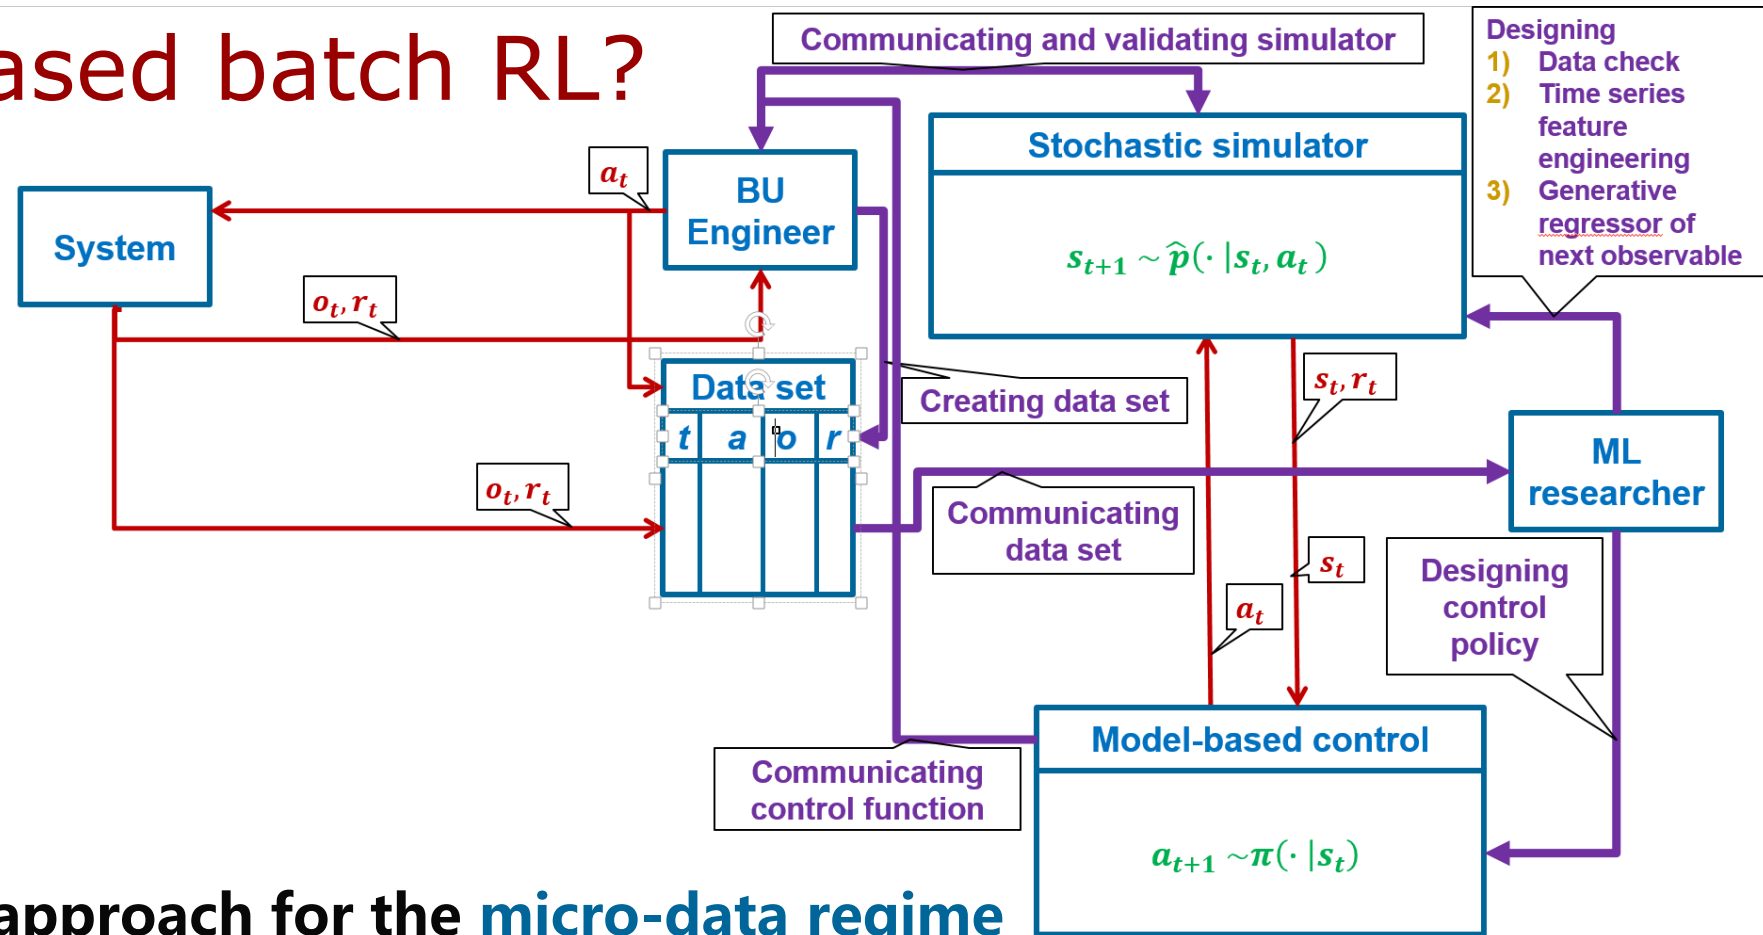 ased batch RL?
Communicating and validating simulator
Designing
1) Data check
2) Time series
feature
engineering
3) Generative
regressor of
next observable
System
a_t
BU
Engineer
Stochastic simulator
s_{t+1} ~ p̂(· |s_t, a_t)
o_t, r_t
Data set
t a o r
Creating data set
s_t, r_t
ML
researcher
o_t, r_t
Communicating
data set
s_t
a_t
Designing
control
policy
Model-based control
Communicating
control function
a_{t+1} ~π(· |s_t)
approach for the micro-data regime